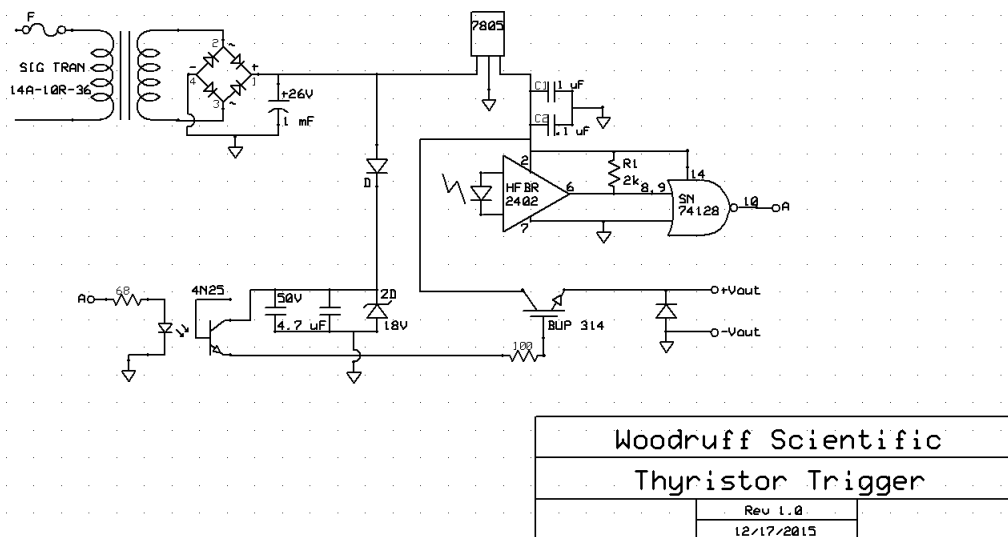 F
7805
SIG TRAN
14A-10R-36
~
2
-
+
4
1
3
~
+26V
1 mF
C1
.1 uF
C2
.1 uF
D
2
HFBR
2402
6
7
R1
2k
8,9
14
SN
74128
10
A
A
68
4N25
50V
4.7 uF
ZD
18V
100
BUP 314
+Vout
-Vout
Woodruff Scientific
Thyristor Trigger
Rev 1.0
12/17/2015